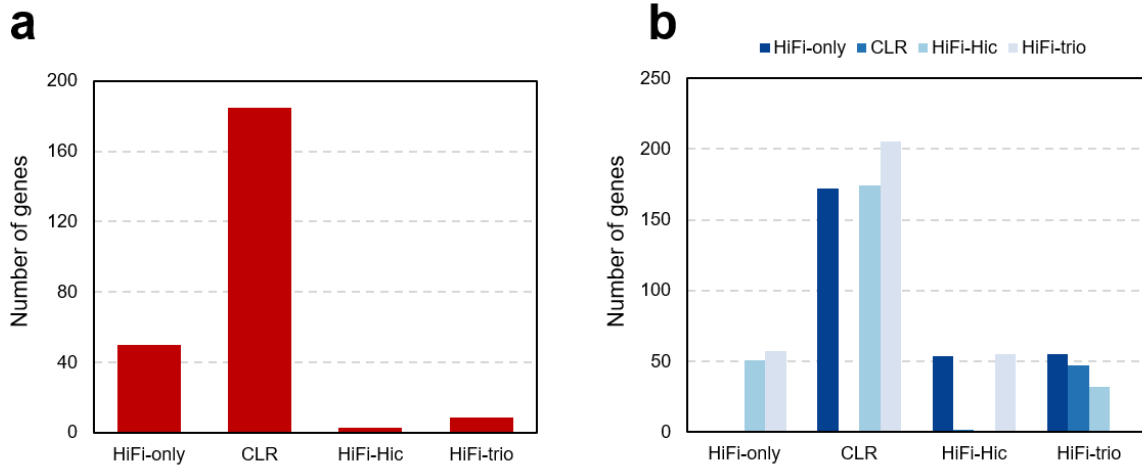 a
Number of genes
200
160
120
80
40
0
HiFi-only CLR HiFi-Hic HiFi-trio
b
HiFi-only CLR HiFi-Hic HiFi-trio
Number of genes
250
200
150
100
50
0
HiFi-only CLR HiFi-Hic HiFi-trio